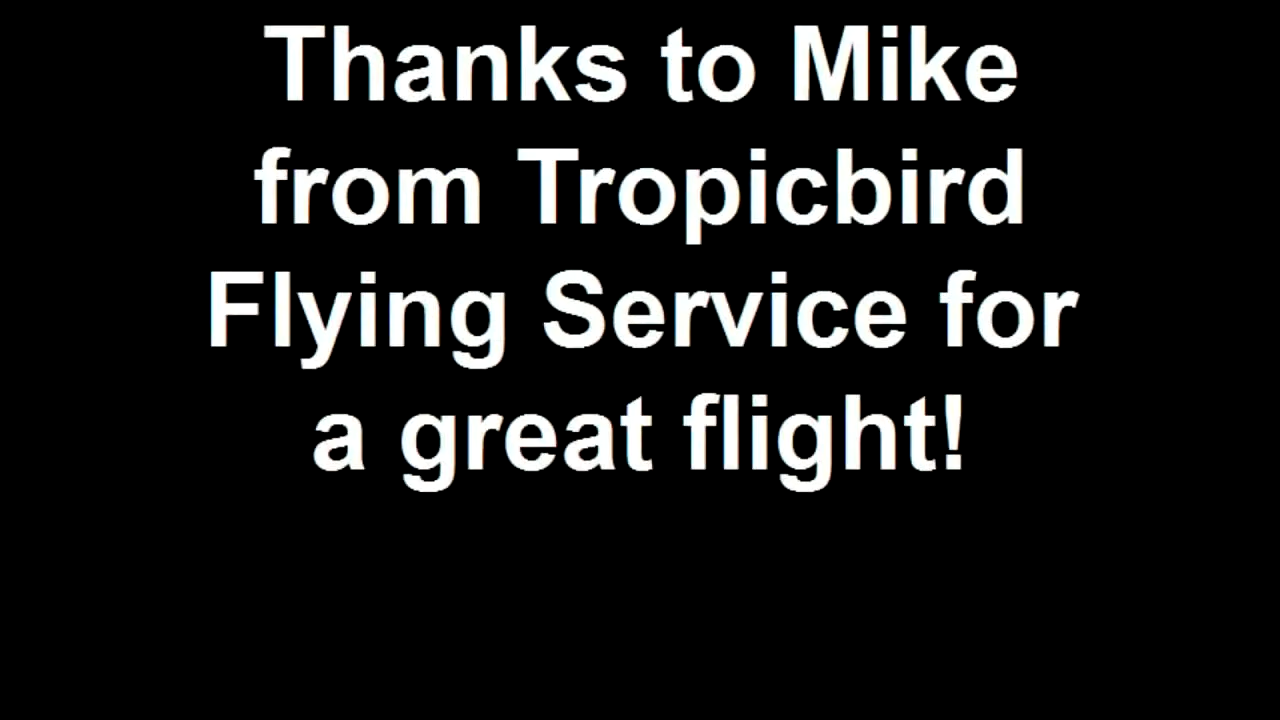 Thanks to Mike
from Tropicbird
Flying Service for
a great flight!